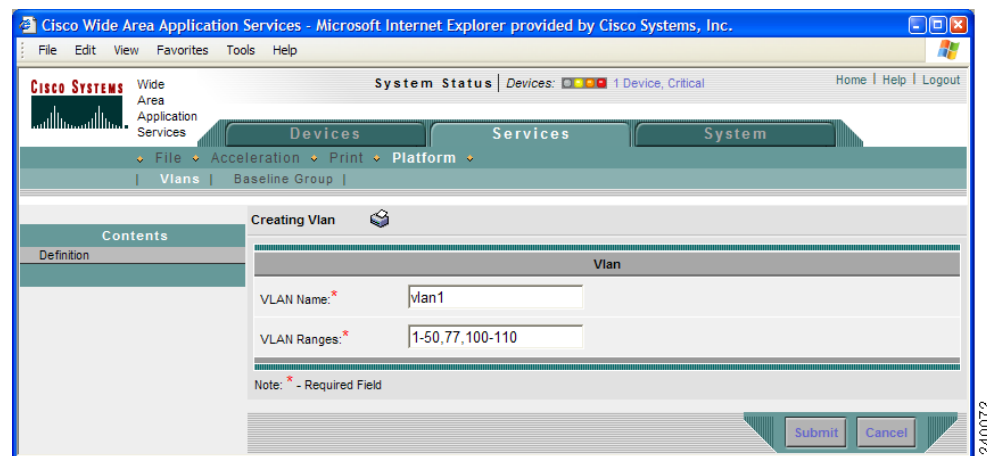 Cisco Wide Area Application Services - Microsoft Internet Explorer provided by Cisco Systems, Inc.
File Edit View Favorites Tools Help
CISCO SYSTEMS
Wide
Area
Application
Services
System Status | Devices: 1 Device, Critical
Home | Help | Logout
Devices Services System
File Acceleration Print Platform
| Vlans | Baseline Group |
Contents
Definition
Creating Vlan
Vlan
VLAN Name:* vlan1
VLAN Ranges:* 1-50,77,100-110
Note: * - Required Field
Submit Cancel
240072